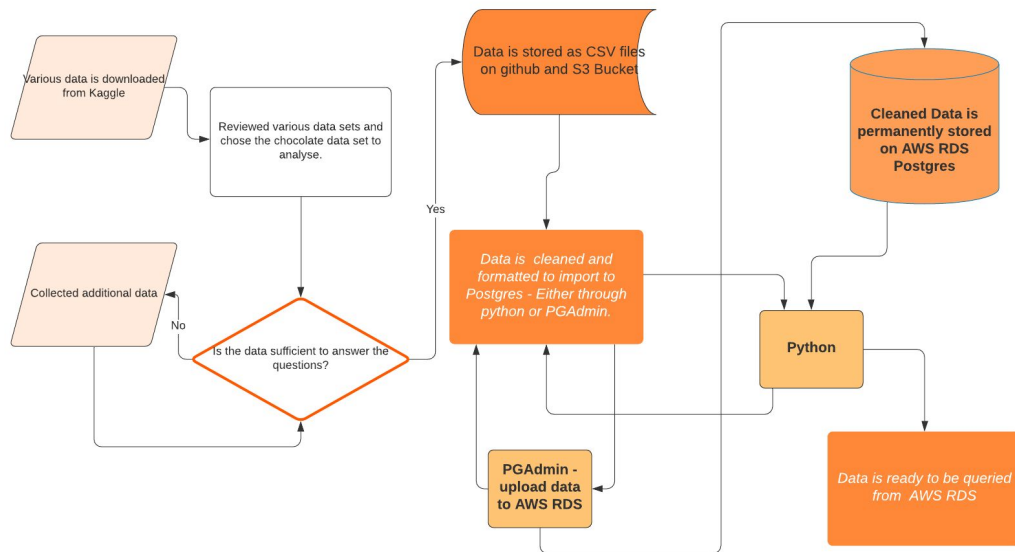 Various data is downloaded
from Kaggle
Reviewed various data sets and
chose the chocolate data set to
analyse.
Collected additional data
No
Is the data sufficient to answer the
questions?
Yes
Data is stored as CSV files
on github and S3 Bucket
Data is  cleaned and
formatted to import to
Postgres - Either through
python or PGAdmin.
PGAdmin -
upload data
to AWS RDS
Cleaned Data is
permanently stored
on AWS RDS
Postgres
Python
Data is ready to be queried
from  AWS RDS